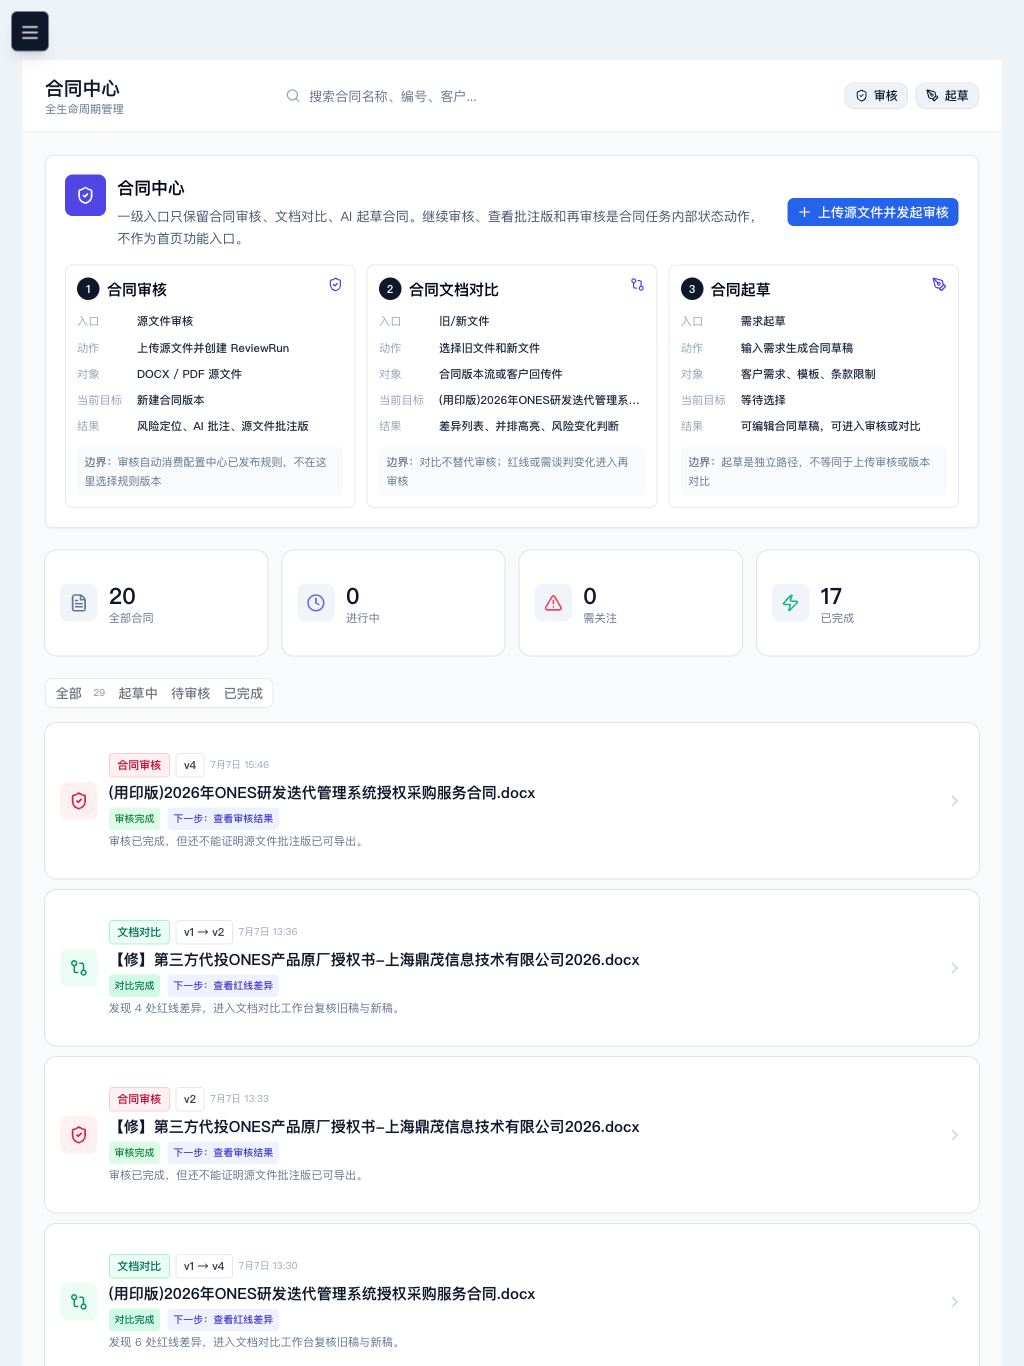 合同中心
全生命周期管理
搜索合同名称、编号、客户...
审核
起草
合同中心
一级入口只保留合同审核、文档对比、AI 起草合同。继续审核、查看批注版和再审核是合同任务内部状态动作，
不作为首页功能入口。
上传源文件并发起审核
1 合同审核
入口 源文件审核
动作 上传源文件并创建 ReviewRun
对象 DOCX / PDF 源文件
当前目标 新建合同版本
结果 风险定位、AI 批注、源文件批注版
边界：审核自动消费配置中心已发布规则，不在这
里选择规则版本
2 合同文档对比
入口 旧/新文件
动作 选择旧文件和新文件
对象 合同版本流或客户回传件
当前目标 (用印版)2026年ONES研发迭代管理系...
结果 差异列表、并排高亮、风险变化判断
边界：对比不替代审核；红线或需谈判变化进入再
审核
3 合同起草
入口 需求起草
动作 输入需求生成合同草稿
对象 客户需求、模板、条款限制
当前目标 等待选择
结果 可编辑合同草稿，可进入审核或对比
边界：起草是独立路径，不等同于上传审核或版本
对比
20
全部合同
0
进行中
0
需关注
17
已完成
全部 29 起草中 待审核 已完成
合同审核 v4 7月7日 15:46
(用印版)2026年ONES研发迭代管理系统授权采购服务合同.docx
审核完成 下一步：查看审核结果
审核已完成，但还不能证明源文件批注版已可导出。
文档对比 v1 → v2 7月7日 13:36
【修】第三方代投ONES产品原厂授权书-上海鼎茂信息技术有限公司2026.docx
对比完成 下一步：查看红线差异
发现 4 处红线差异，进入文档对比工作台复核旧稿与新稿。
合同审核 v2 7月7日 13:33
【修】第三方代投ONES产品原厂授权书-上海鼎茂信息技术有限公司2026.docx
审核完成 下一步：查看审核结果
审核已完成，但还不能证明源文件批注版已可导出。
文档对比 v1 → v4 7月7日 13:30
(用印版)2026年ONES研发迭代管理系统授权采购服务合同.docx
对比完成 下一步：查看红线差异
发现 6 处红线差异，进入文档对比工作台复核旧稿与新稿。